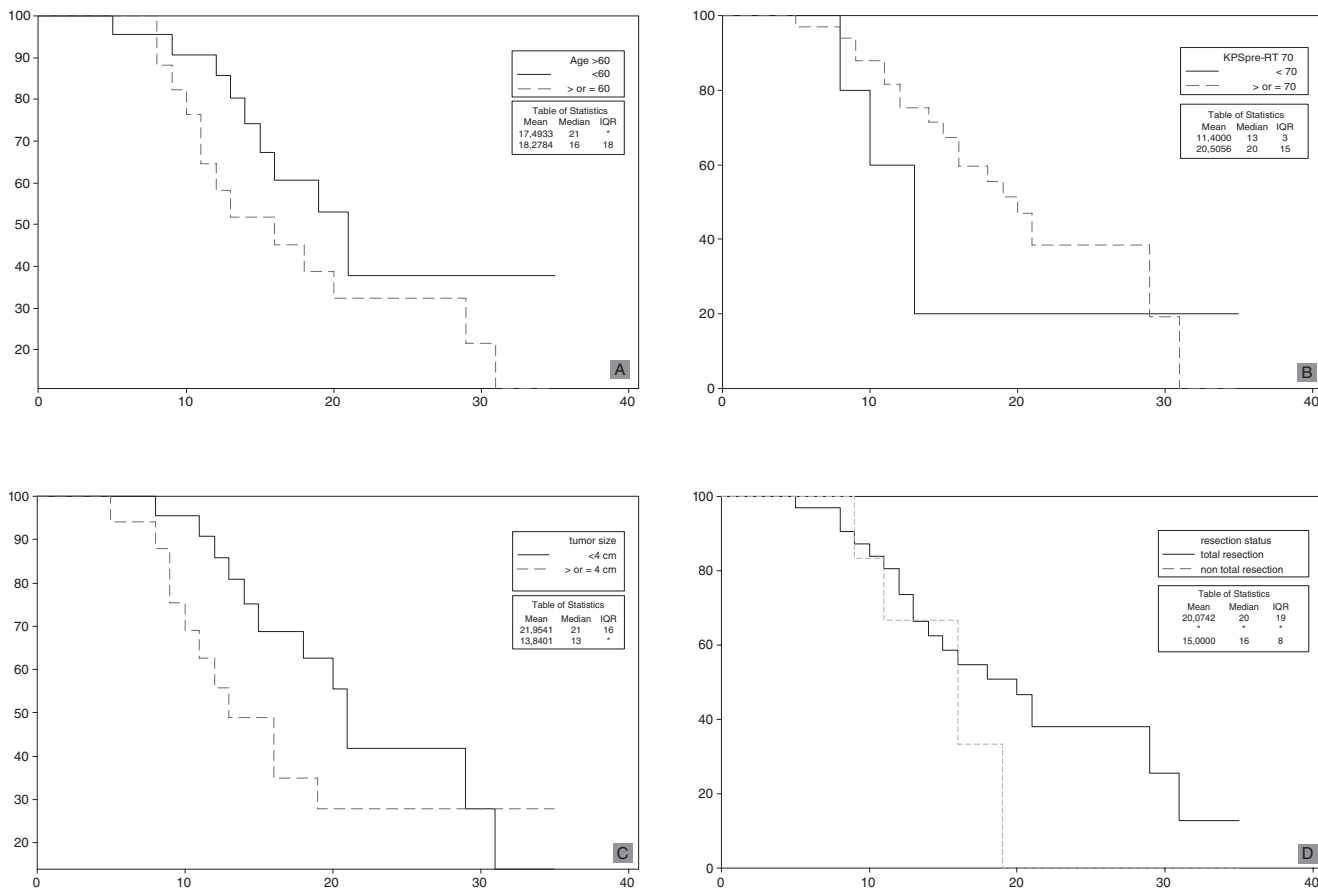 100
90
80
70
60
50
40
30
20
0 10 20 30 40
Age >60
<60
> or = 60
Table of Statistics
Mean Median IQR
17,4933 21 *
18,2784 16 18
A
100
80
60
40
20
0
0 10 20 30 40
KPSpre-RT 70
< 70
> or = 70
Table of Statistics
Mean Median IQR
11,4000 13 3
20,5056 20 15
B
100
90
80
70
60
50
40
30
20
0 10 20 30 40
tumor size
<4 cm
> or = 4 cm
Table of Statistics
Mean Median IQR
21,9541 21 16
13,8401 13 *
C
100
80
60
40
20
0
0 10 20 30 40
resection status
total resection
non total resection
Table of Statistics
Mean Median IQR
20,0742 20 19
* * *
15,0000 16 8
D